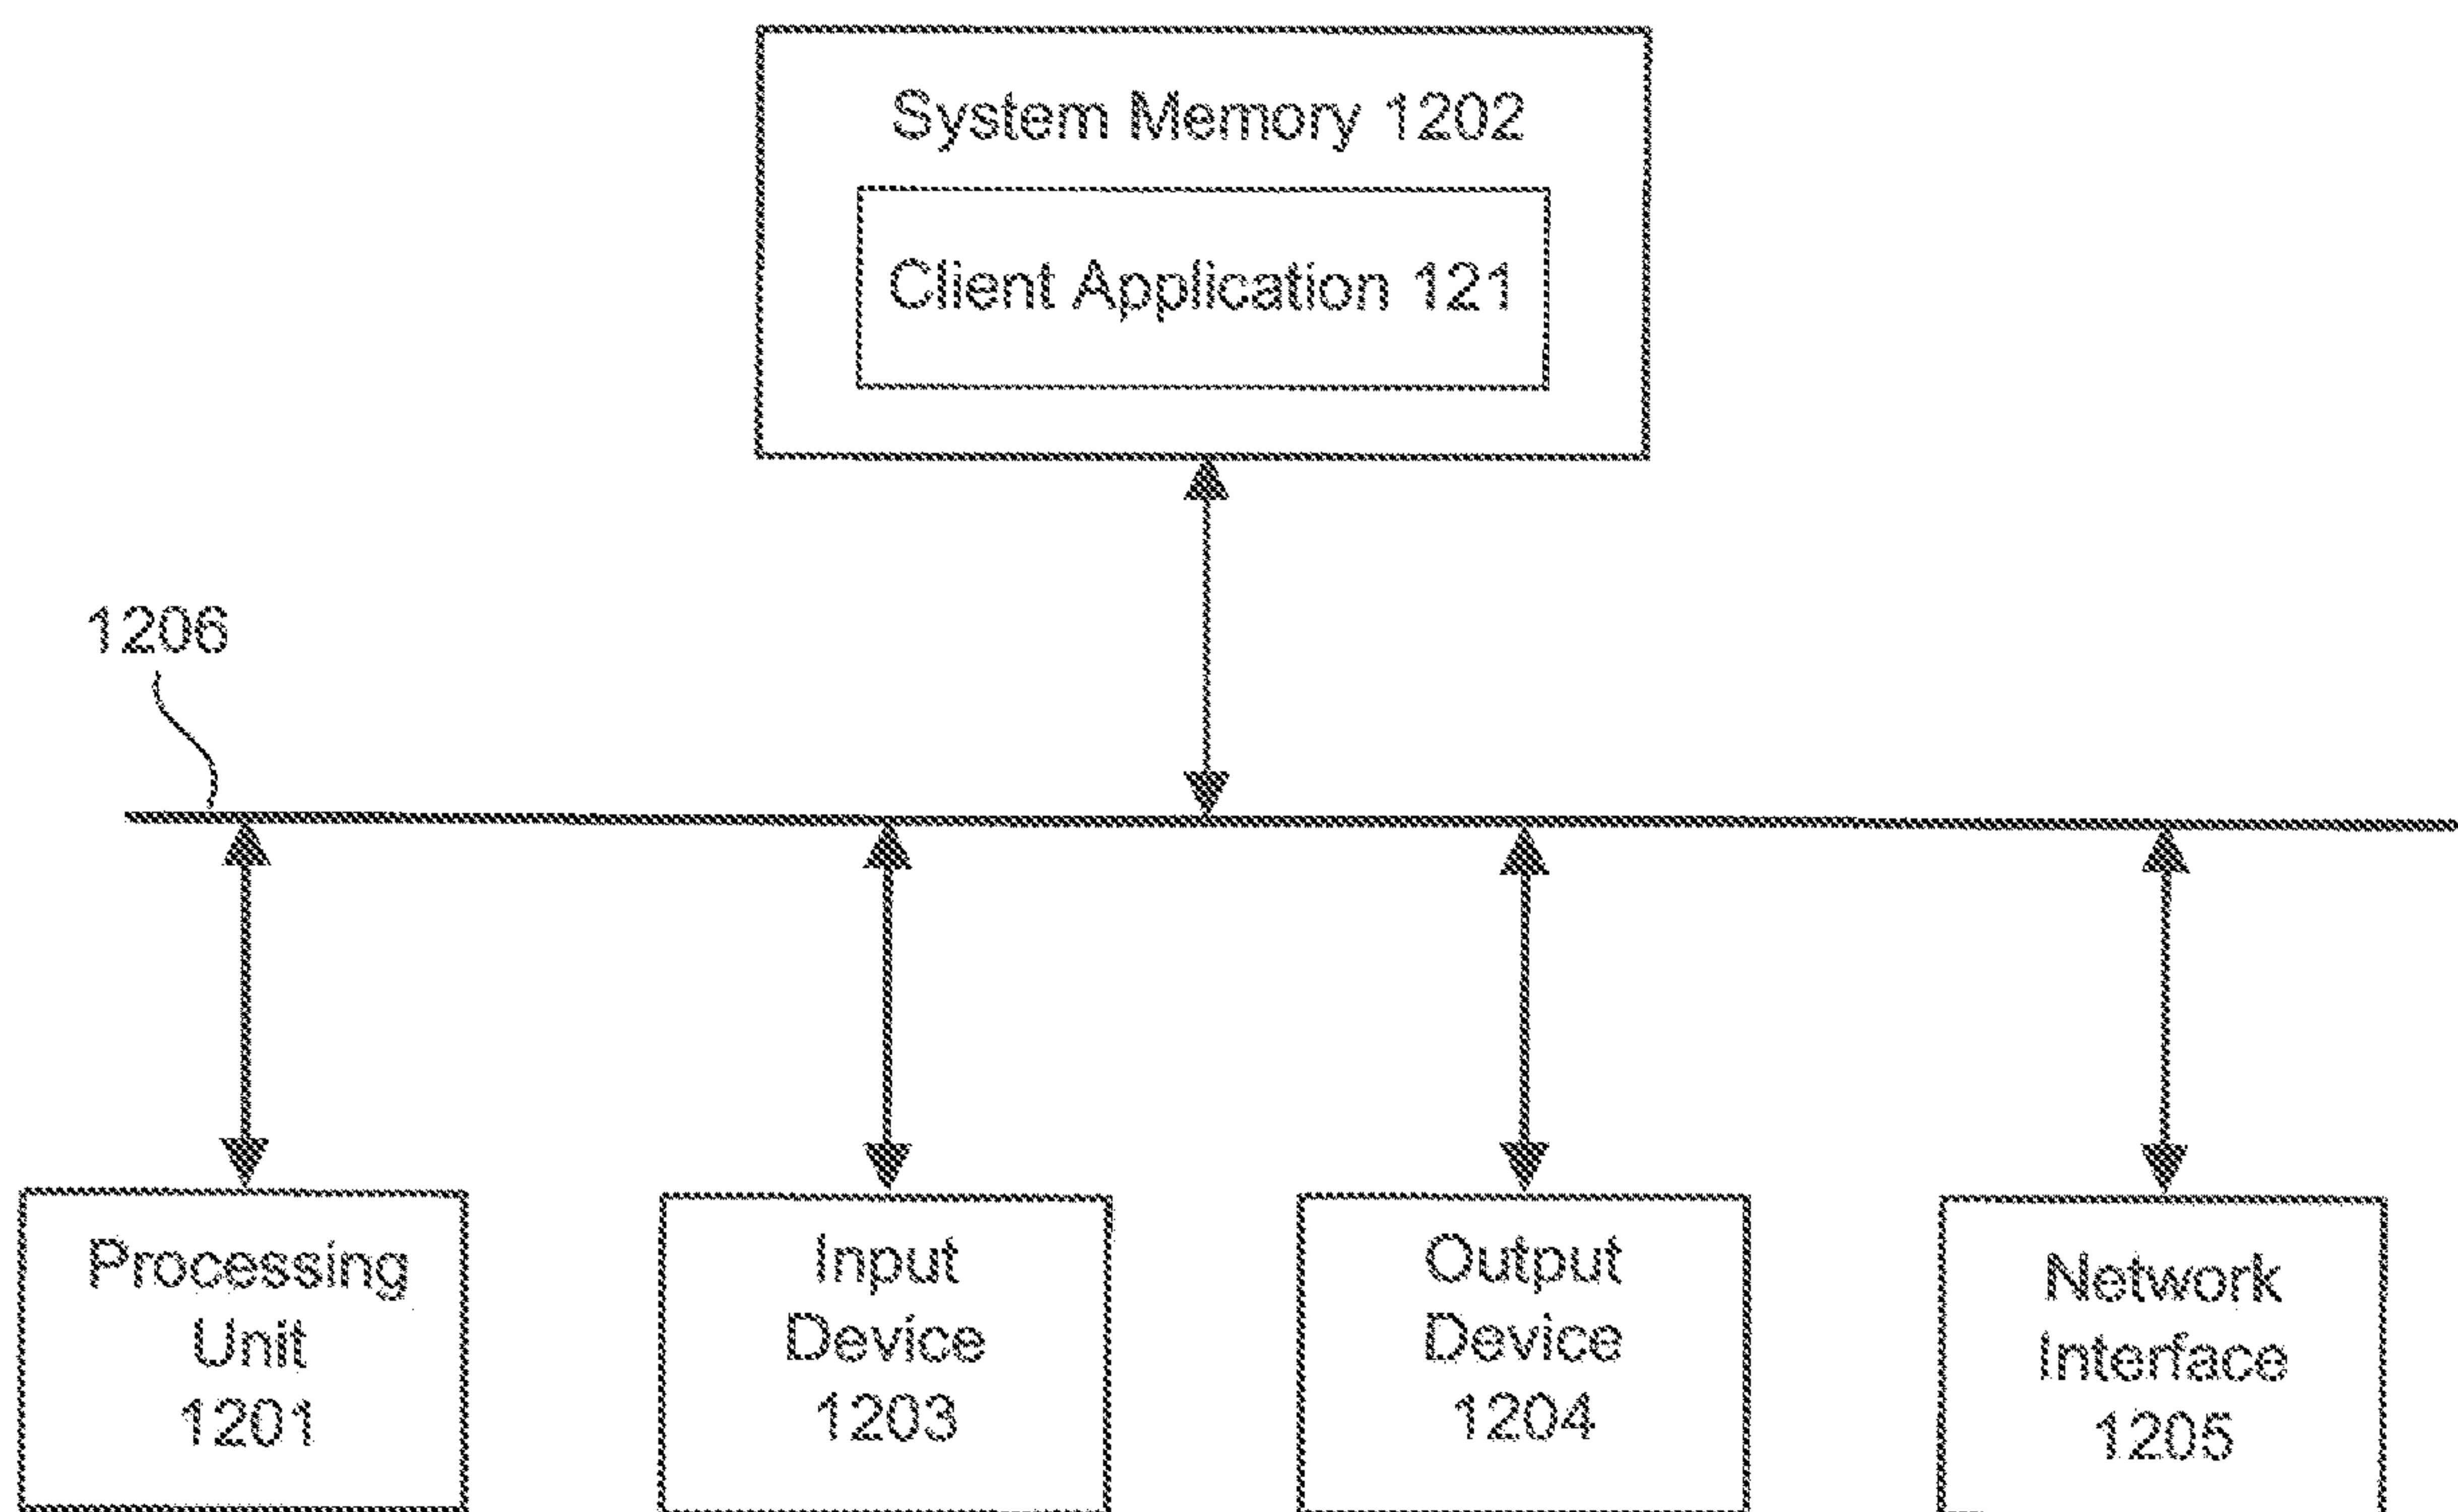 System Memory 1202
Client Application 121
1206
Processing
Unit
1201
Input
Device
1203
Output
Device
1204
Network
Interface
1205